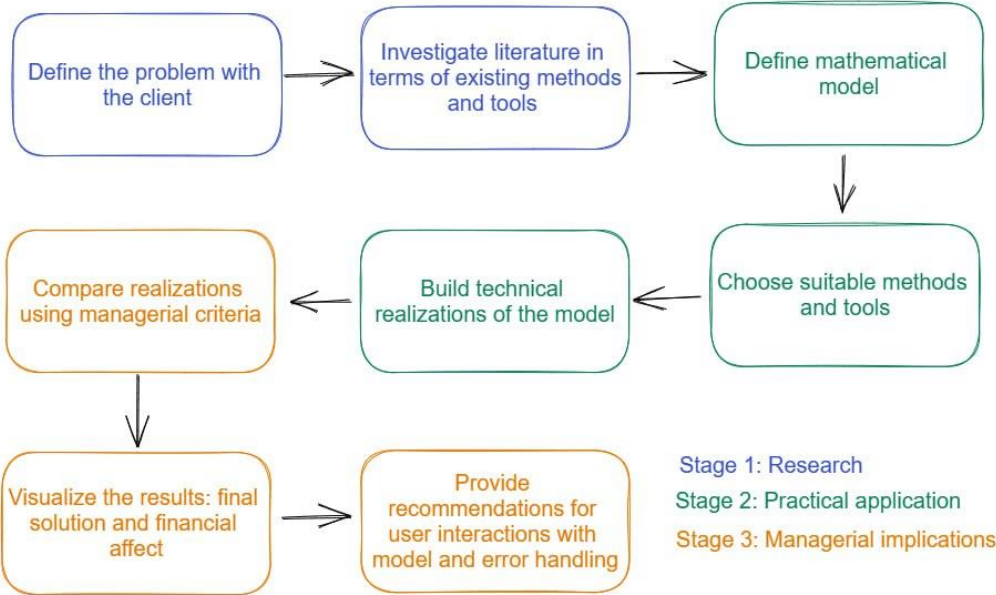 Define the problem with
the client
Investigate literature in
terms of existing methods
and tools
Define mathematical
model
Choose suitable methods
and tools
Build technical
realizations of the model
Compare realizations
using managerial criteria
Visualize the results: final
solution and financial
affect
Provide
recommendations for
user interactions with
model and error handling
Stage 1: Research
Stage 2: Practical application
Stage 3: Managerial implications